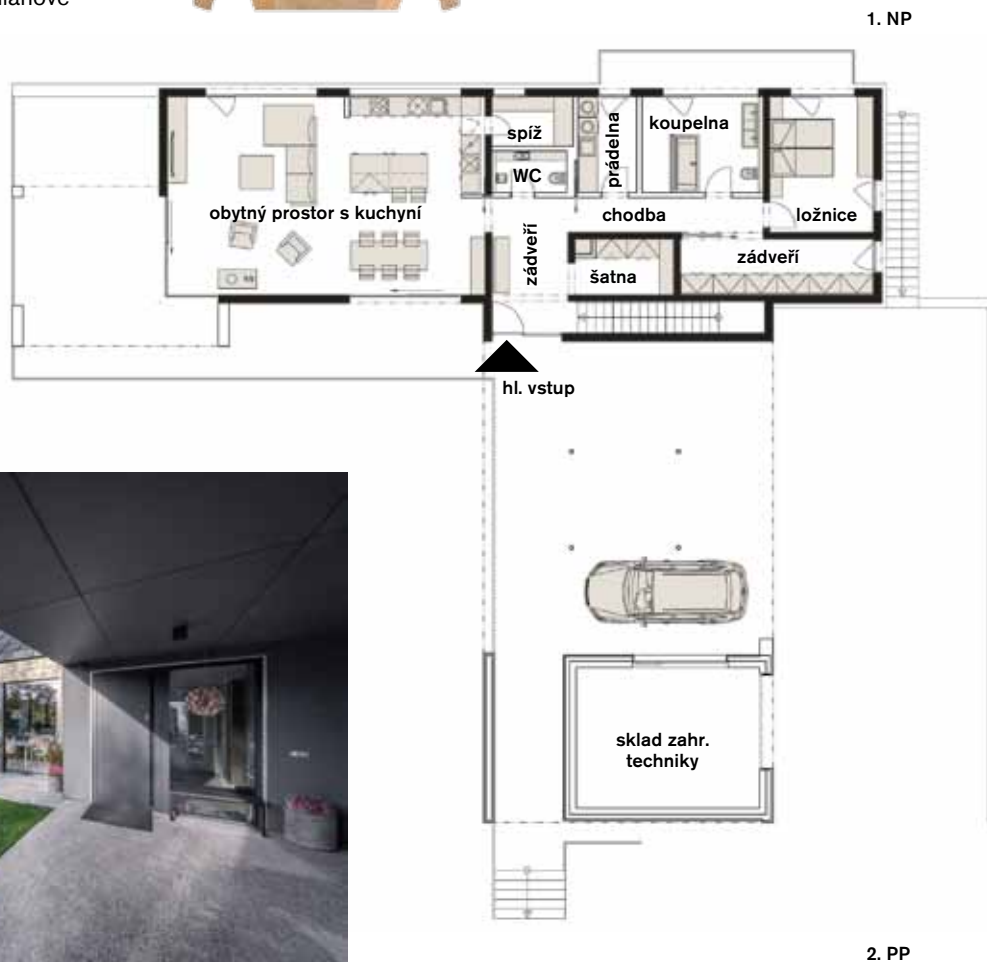 1. NP
spíž
prádelna
koupelna
WC
obytný prostor s kuchyní
chodba
ložnice
zádveří
zádveří
šatna
hl. vstup
sklad zahr.
techniky
2. PP